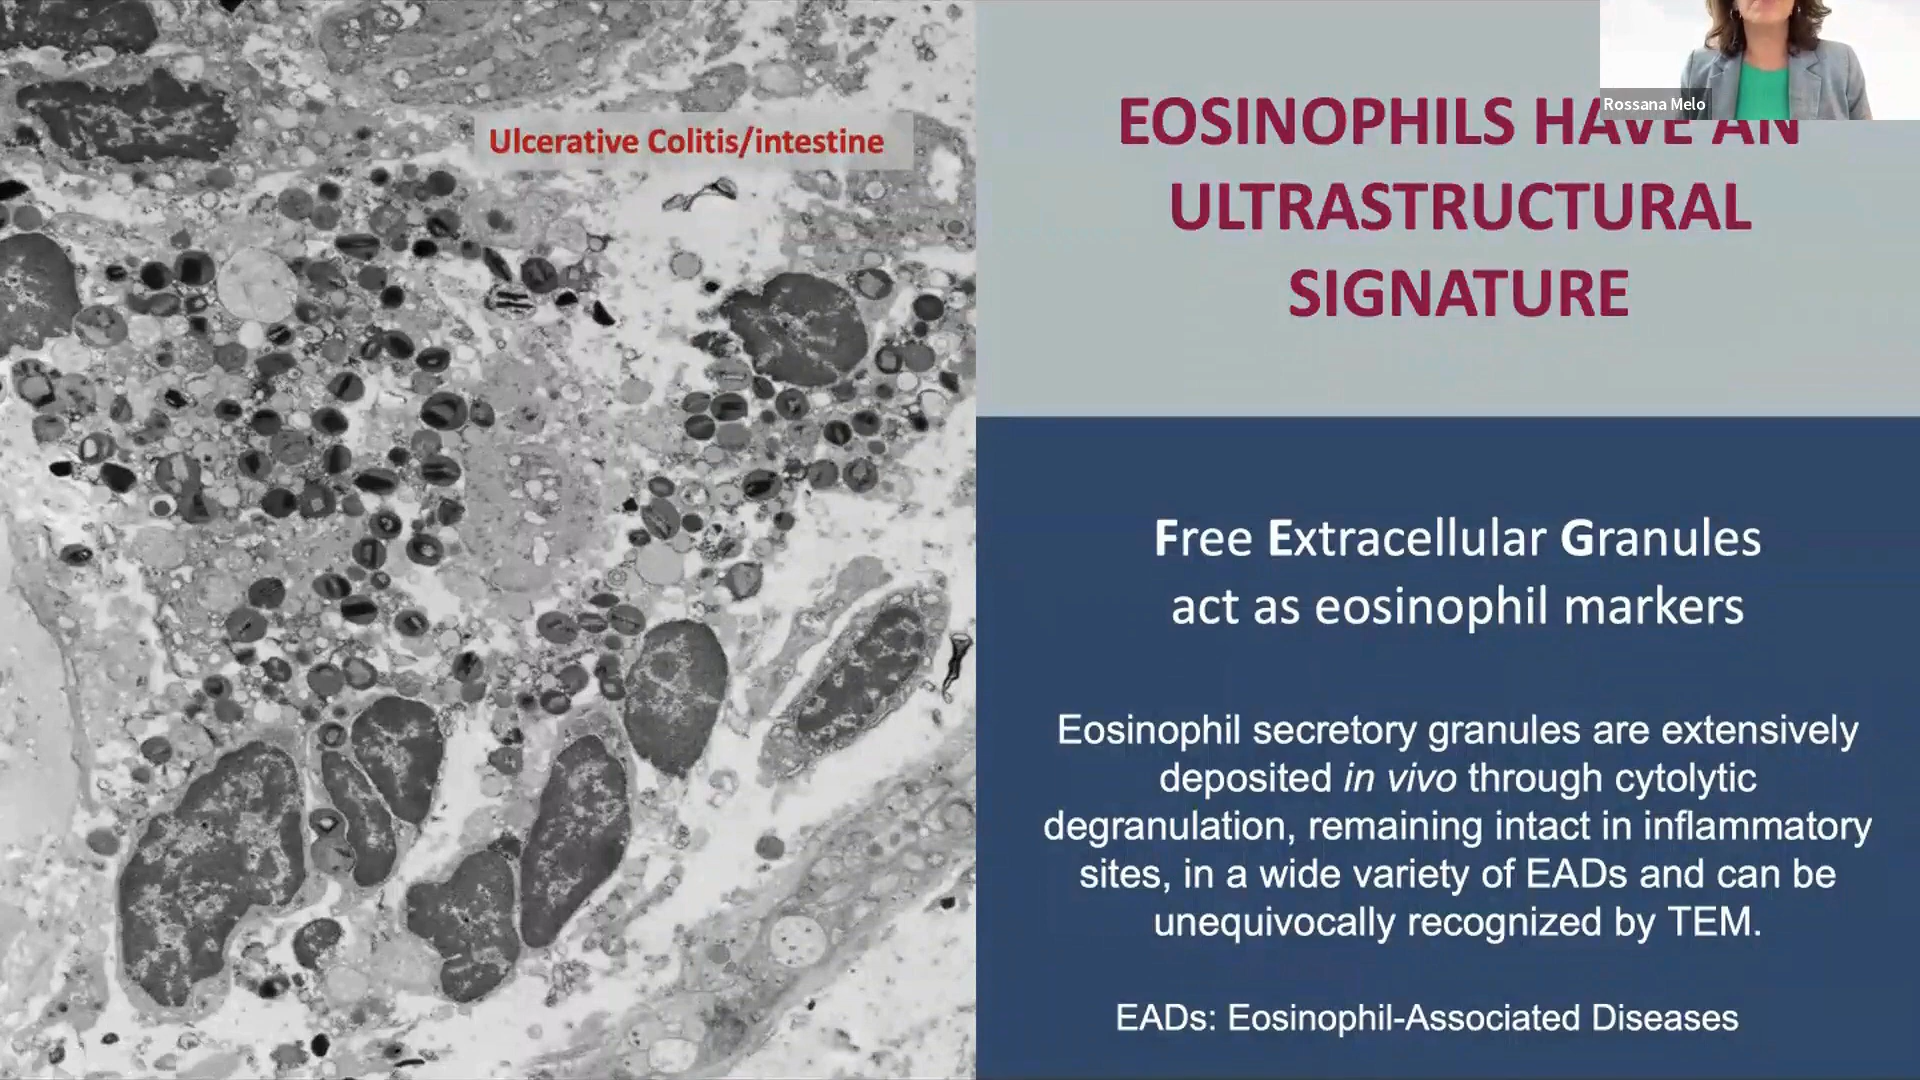 Ulcerative Colitis/intestine
Rossana Melo
EOSINOPHILS HAVE AN
ULTRASTRUCTURAL
SIGNATURE
Free Extracellular Granules
act as eosinophil markers
Eosinophil secretory granules are extensively
deposited in vivo through cytolytic
degranulation, remaining intact in inflammatory
sites, in a wide variety of EADs and can be
unequivocally recognized by TEM.
EADs: Eosinophil-Associated Diseases